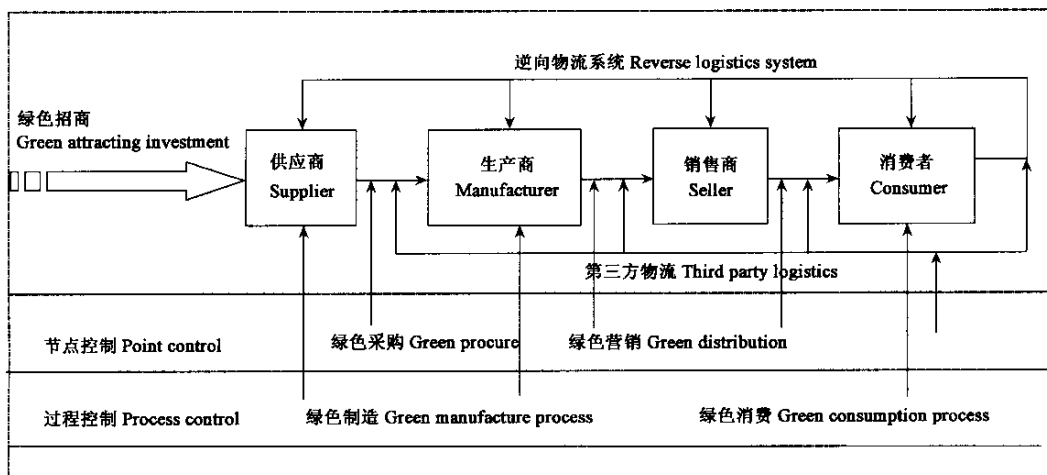 逆向物流系统 Reverse logistics system
绿色招商
Green attracting investment
供应商
Supplier
生产商
Manufacturer
销售商
Seller
消费者
Consumer
第三方物流 Third party logistics
节点控制 Point control
绿色采购 Green procure
绿色营销 Green distribution
过程控制 Process control
绿色制造 Green manufacture process
绿色消费 Green consumption process